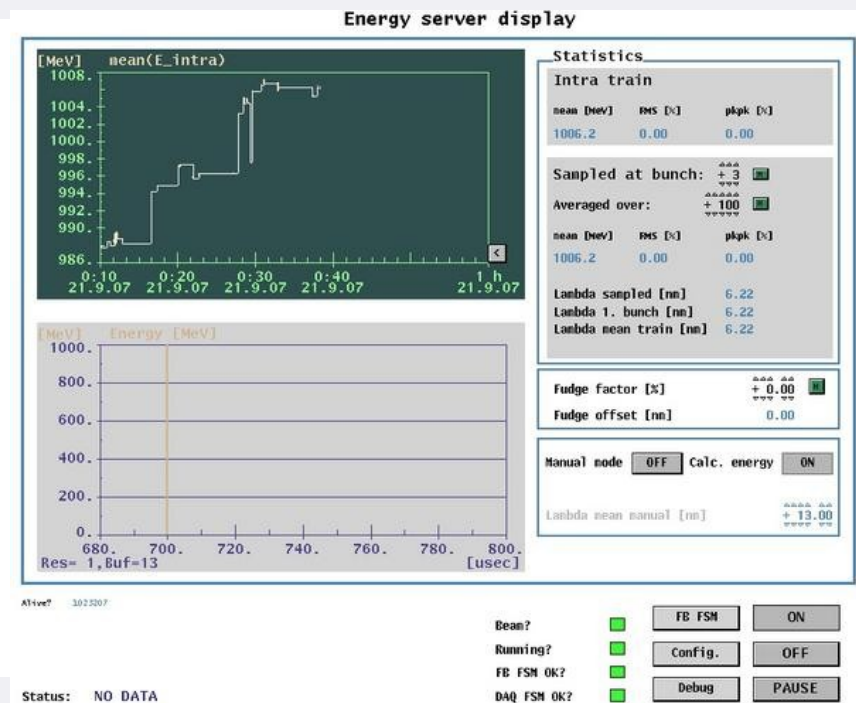 Energy server display
[MeV] mean(E_intra)
1008.
1004.
1002.
1000.
998.
996.
994.
992.
990.
986.
<
0:10 0:20 0:30 0:40 1 h
21.9.07 21.9.07 21.9.07 21.9.07 21.9.07
[MeV] Energy [MeV]
1000.
800.
600.
400.
200.
0.
680. 700. 720. 740. 760. 780. 800.
Res= 1,Buf=13 [usec]
Statistics
Intra train
mean [MeV] RMS [%] pkpk [%]
1006.2 0.00 0.00
Sampled at bunch: + 3
Averaged over: + 100
mean [MeV] RMS [%] pkpk [%]
1006.2 0.00 0.00
Lambda sampled [nm] 6.22
Lambda 1. bunch [nm] 6.22
Lambda mean train [nm] 6.22
Fudge factor [%] + 0.00
Fudge offset [nm] 0.00
Manual mode OFF Calc. energy ON
Lambda mean manual [nm] + 13.00
Alive? 1023207
Beam? FB FSM ON
Running? Config. OFF
FB FSM OK?
Status: NO DATA DAQ FSM OK? Debug PAUSE